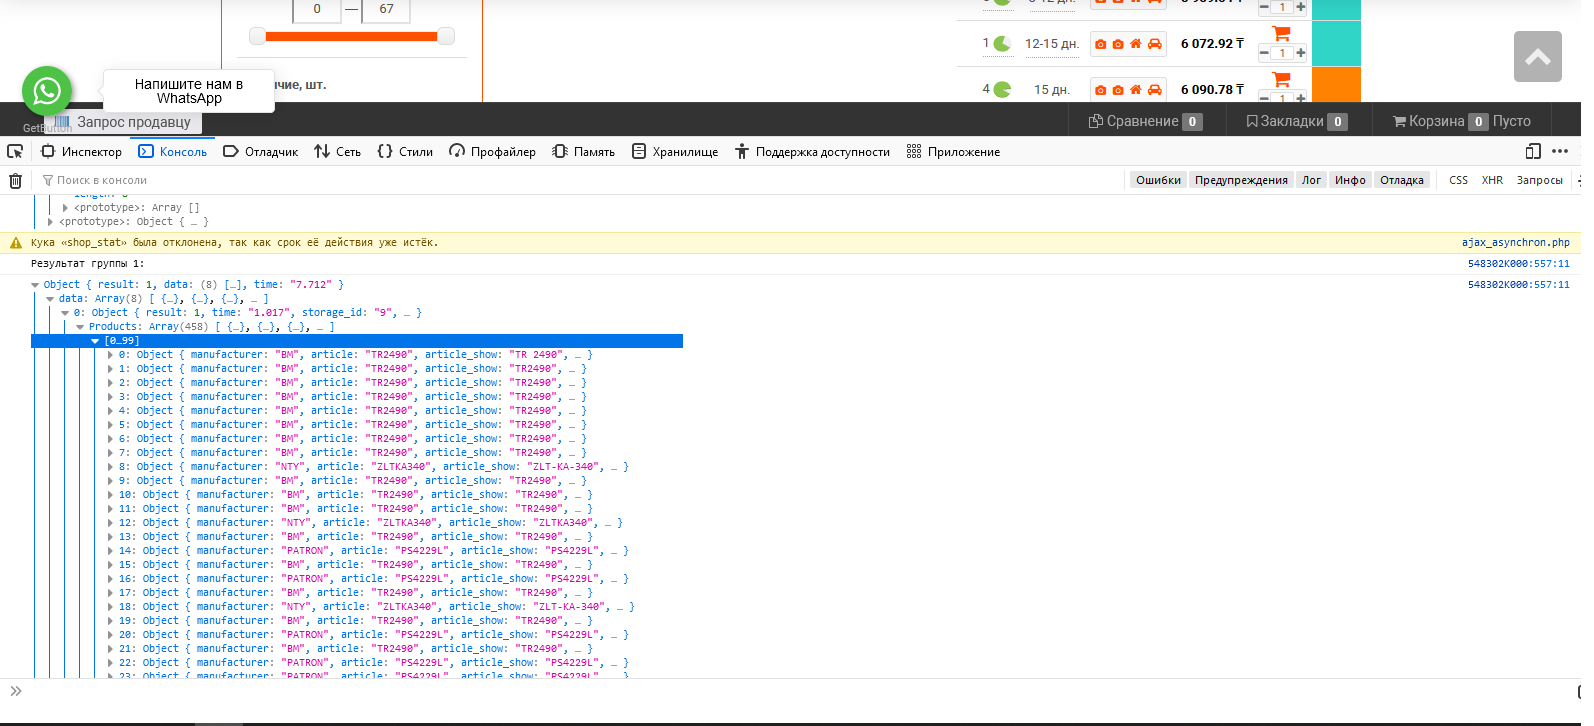 0 — 67
8-12 дн.
1
1 12-15 дн. 6 072.92 ₸
1
чие, шт.
4 15 дн. 6 090.78 ₸
1
Напишите нам в
WhatsApp
GetButton
Запрос продавцу
Сравнение 0 Закладки 0 Корзина 0 Пусто
Инспектор Консоль Отладчик Сеть Стили Профайлер Память Хранилище Поддержка доступности Приложение
Поиск в консоли Ошибки Предупреждения Лог Инфо Отладка CSS XHR Запросы
<prototype>: Array []
<prototype>: Object { … }
Кука «shop_stat» была отклонена, так как срок её действия уже истёк. ajax_asynchron.php
Результат группы 1: 548302K000:557:11
Object { result: 1, data: (8) […], time: "7.712" } 548302K000:557:11
data: Array(8) [ {…}, {…}, {…}, … ]
0: Object { result: 1, time: "1.017", storage_id: "9", … }
Products: Array(458) [ {…}, {…}, {…}, … ]
[0…99]
0: Object { manufacturer: "BM", article: "TR2490", article_show: "TR 2490", … }
1: Object { manufacturer: "BM", article: "TR2490", article_show: "TR2490", … }
2: Object { manufacturer: "BM", article: "TR2490", article_show: "TR2490", … }
3: Object { manufacturer: "BM", article: "TR2490", article_show: "TR2490", … }
4: Object { manufacturer: "BM", article: "TR2490", article_show: "TR2490", … }
5: Object { manufacturer: "BM", article: "TR2490", article_show: "TR2490", … }
6: Object { manufacturer: "BM", article: "TR2490", article_show: "TR2490", … }
7: Object { manufacturer: "BM", article: "TR2490", article_show: "TR2490", … }
8: Object { manufacturer: "NTY", article: "ZLTKA340", article_show: "ZLT-KA-340", … }
9: Object { manufacturer: "BM", article: "TR2490", article_show: "TR2490", … }
10: Object { manufacturer: "BM", article: "TR2490", article_show: "TR2490", … }
11: Object { manufacturer: "BM", article: "TR2490", article_show: "TR2490", … }
12: Object { manufacturer: "NTY", article: "ZLTKA340", article_show: "ZLTKA340", … }
13: Object { manufacturer: "BM", article: "TR2490", article_show: "TR2490", … }
14: Object { manufacturer: "PATRON", article: "PS4229L", article_show: "PS4229L", … }
15: Object { manufacturer: "BM", article: "TR2490", article_show: "TR2490", … }
16: Object { manufacturer: "PATRON", article: "PS4229L", article_show: "PS4229L", … }
17: Object { manufacturer: "BM", article: "TR2490", article_show: "TR2490", … }
18: Object { manufacturer: "NTY", article: "ZLTKA340", article_show: "ZLT-KA-340", … }
19: Object { manufacturer: "BM", article: "TR2490", article_show: "TR2490", … }
20: Object { manufacturer: "PATRON", article: "PS4229L", article_show: "PS4229L", … }
21: Object { manufacturer: "BM", article: "TR2490", article_show: "TR2490", … }
22: Object { manufacturer: "PATRON", article: "PS4229L", article_show: "PS4229L", … }
23: Object { manufacturer: "PATRON", article: "PS4229L", article_show: "PS4229L", … }